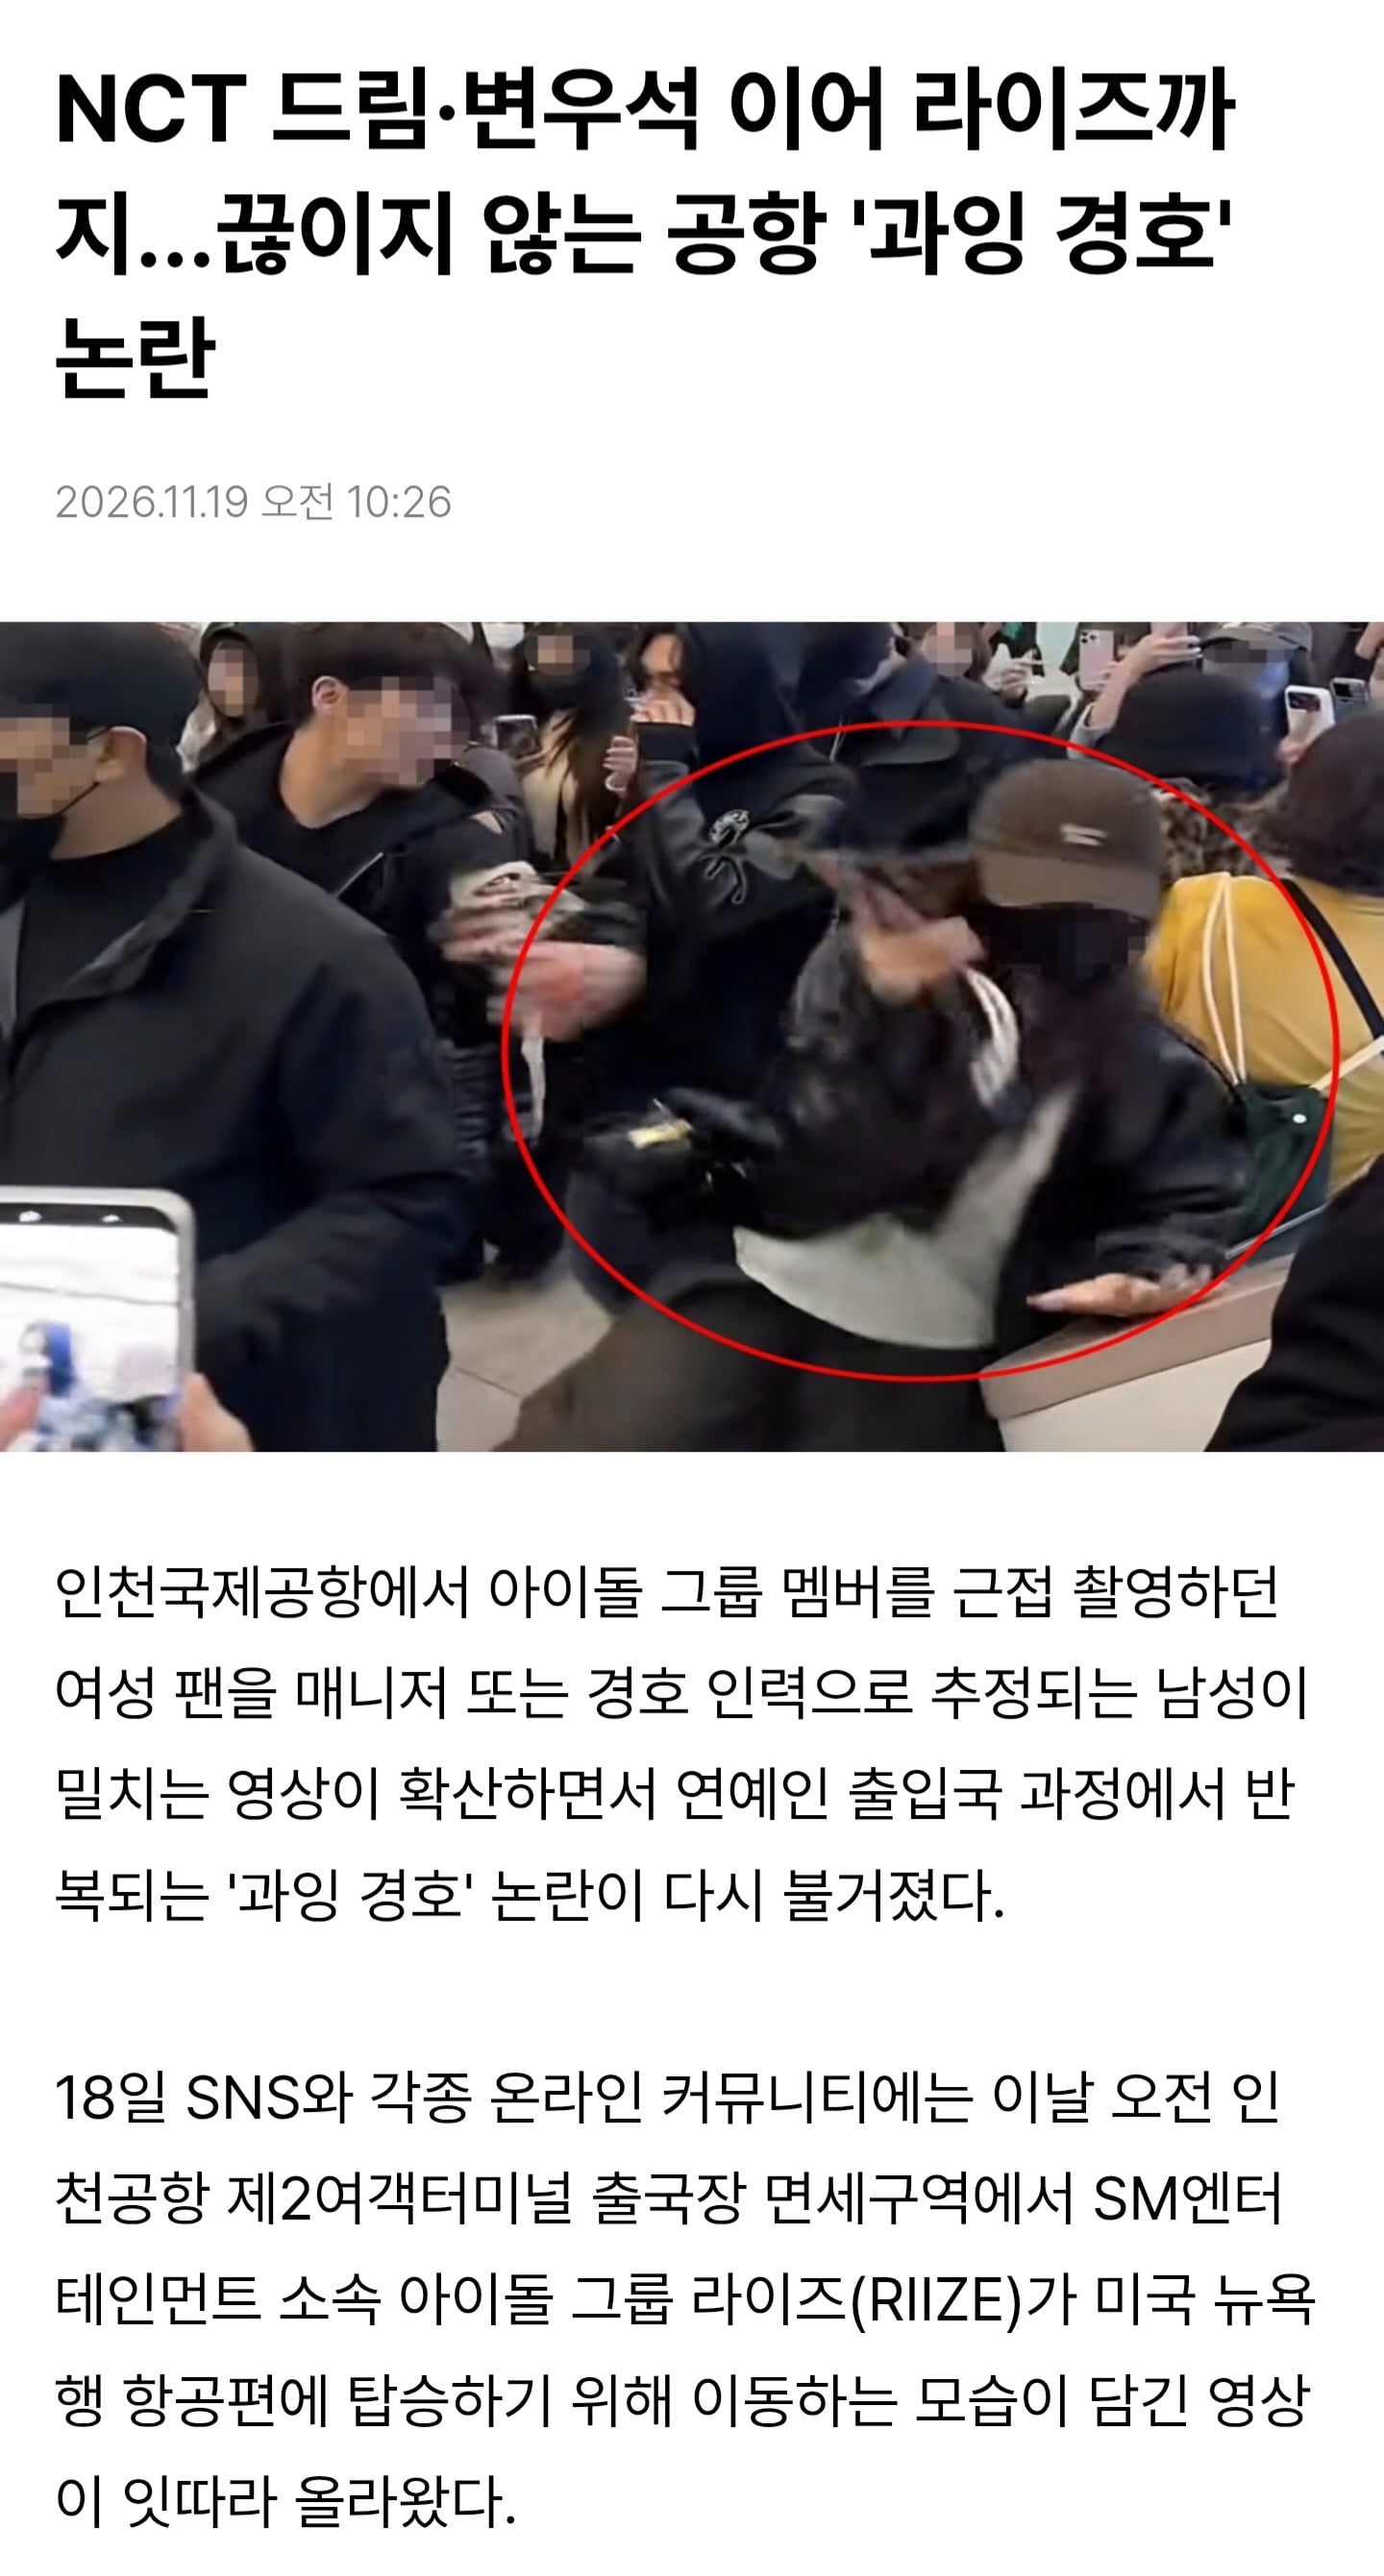 NCT 드림·변우석 이어 라이즈까
지...끊이지 않는 공항 '과잉 경호'
논란
2026.11.19 오전 10:26
인천국제공항에서 아이돌 그룹 멤버를 근접 촬영하던
여성 팬을 매니저 또는 경호 인력으로 추정되는 남성이
밀치는 영상이 확산하면서 연예인 출입국 과정에서 반
복되는 '과잉 경호' 논란이 다시 불거졌다.
18일 SNS와 각종 온라인 커뮤니티에는 이날 오전 인
천공항 제2여객터미널 출국장 면세구역에서 SM엔터
테인먼트 소속 아이돌 그룹 라이즈(RIIZE)가 미국 뉴욕
행 항공편에 탑승하기 위해 이동하는 모습이 담긴 영상
이 잇따라 올라왔다.